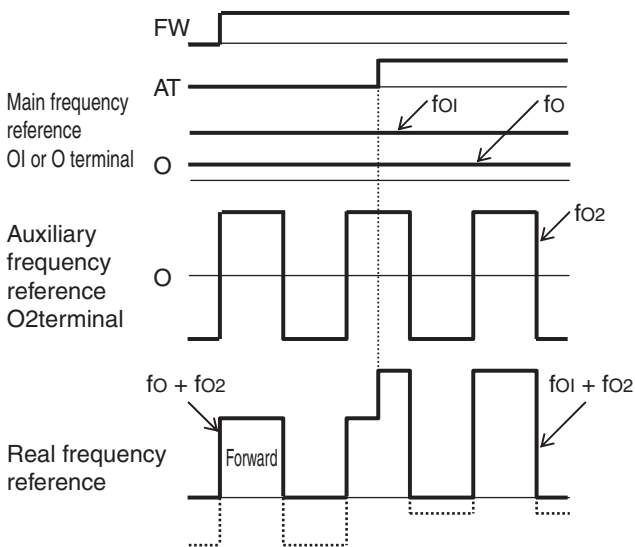 FW
AT
Main frequency
reference
OI or O terminal
fOI
fO
O
Auxiliary
frequency
reference
O2terminal
O
fO2
fO + fO2
fOI + fO2
Real frequency
reference
Forward